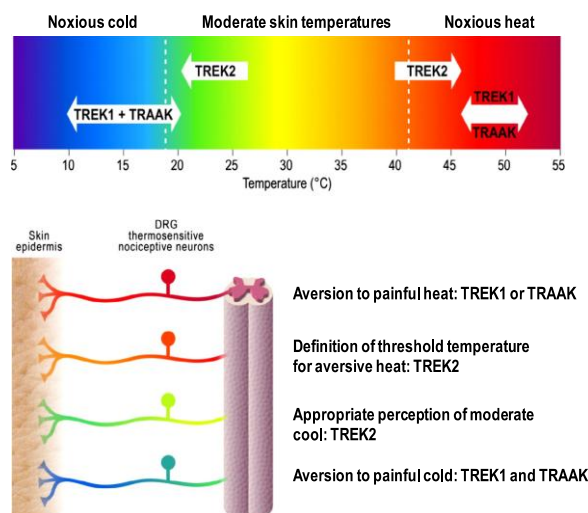 Noxious cold Moderate skin temperatures Noxious heat
TREK2 TREK2
TREK1 + TRAAK TREK1
TRAAK
5 10 15 20 25 30 35 40 45 50 55
Temperature (°C)
Skin
epidermis
DRG
thermosensitive
nociceptive neurons
Aversion to painful heat: TREK1 or TRAAK
Definition of threshold temperature
for aversive heat: TREK2
Appropriate perception of moderate
cool: TREK2
Aversion to painful cold: TREK1 and TRAAK